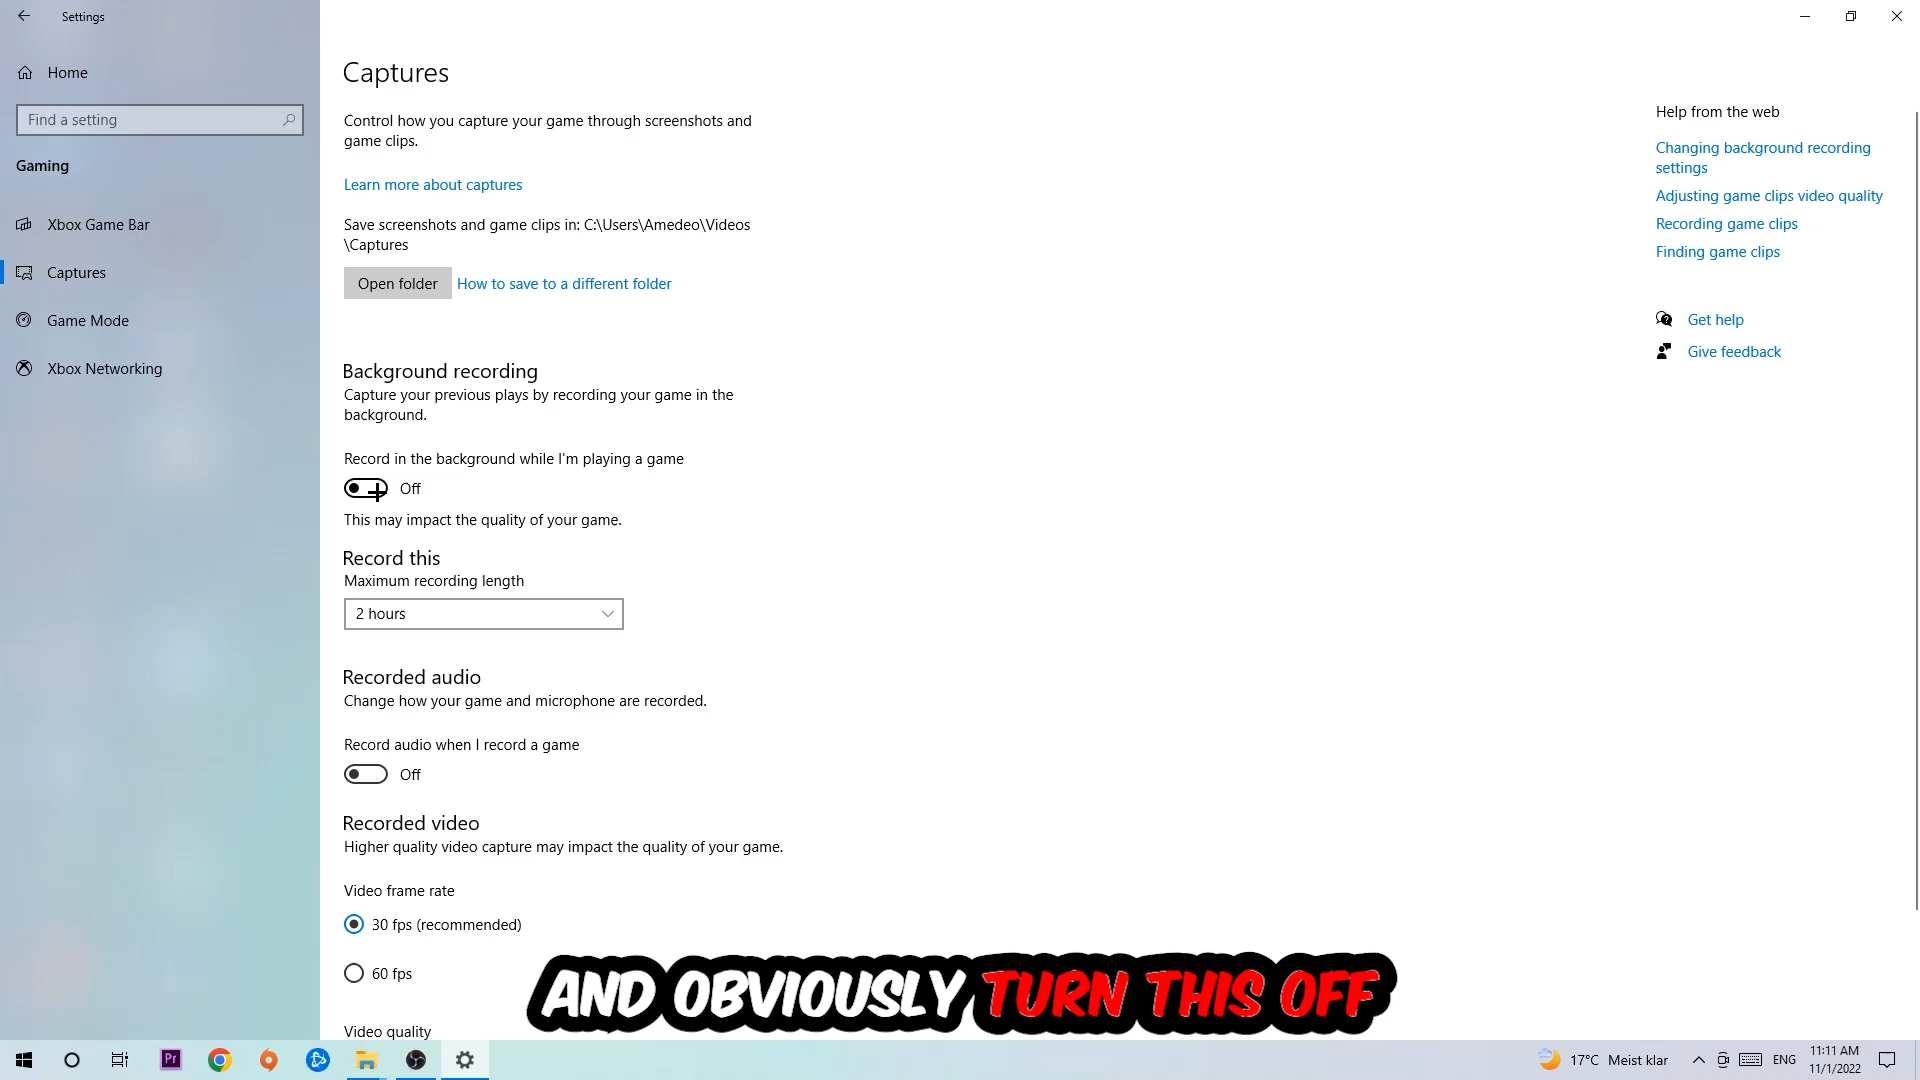 Settings
Home
Find a setting
Gaming
Xbox Game Bar
Captures
Game Mode
Xbox Networking
Captures
Control how you capture your game through screenshots and
game clips.
Learn more about captures
Save screenshots and game clips in: C:\Users\Amedeo\Videos
\Captures
Open folder
How to save to a different folder
Background recording
Capture your previous plays by recording your game in the
background.
Record in the background while I'm playing a game
Off
This may impact the quality of your game.
Record this
Maximum recording length
2 hours
Recorded audio
Change how your game and microphone are recorded.
Record audio when I record a game
Off
Recorded video
Higher quality video capture may impact the quality of your game.
Video frame rate
30 fps (recommended)
60 fps
Video quality
Help from the web
Changing background recording
settings
Adjusting game clips video quality
Recording game clips
Finding game clips
Get help
Give feedback
AND OBVIOUSLY TURN THIS OFF
Pr
17°C Meist klar
ENG
11:11 AM
11/1/2022